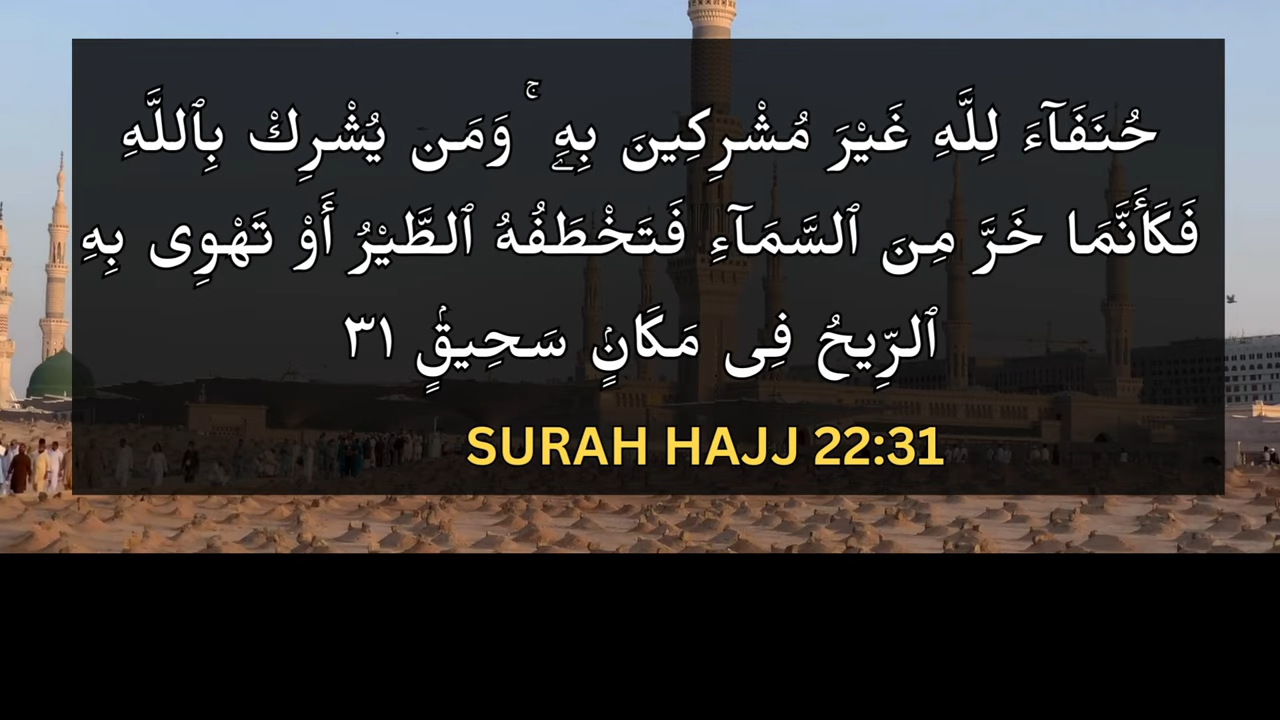 حُنَفَآءَ لِلَّهِ غَيْرَ مُشْرِكِينَ بِهِۦ ۚ وَمَن يُشْرِكْ بِٱللَّهِ
فَكَأَنَّمَا خَرَّ مِنَ ٱلسَّمَآءِ فَتَخْطَفُهُ ٱلطَّيْرُ أَوْ تَهْوِى بِهِ
ٱلرِّيحُ فِى مَكَانٍۢ سَحِيقٍۢ ٣١
SURAH HAJJ 22:31